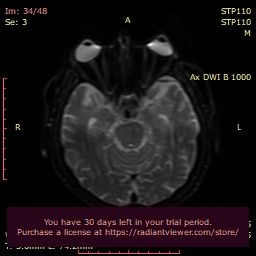 Im: 34/48
Se: 3
A
STP110
STP110
M
Ax DWI B 1000
R
L
You have 30 days left in your trial period.
Purchase a license at https://radiantviewer.com/store/